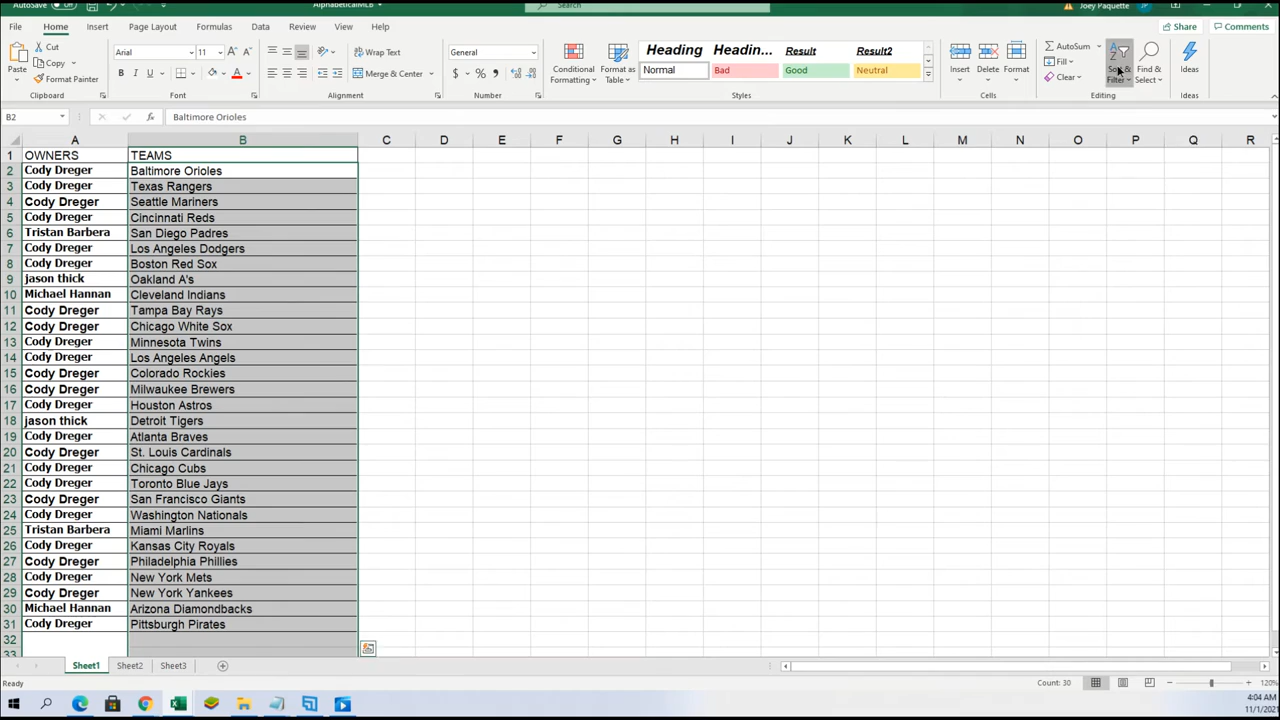 AutoSave
AlphabeticalMLB
Search
Joey Paquette
File Home Insert Page Layout Formulas Data Review View Help
Share Comments
Paste
Cut
Copy
Format Painter
Clipboard
Arial 11
B I U
Font
Wrap Text
Merge & Center
Alignment
General
$ % ,
Number
Conditional Formatting
Format as Table
Heading Headin... Result Result2
Normal Bad Good Neutral
Styles
Insert Delete Format
Cells
AutoSum
Fill
Clear
Sort & Filter
Find & Select
Editing
Ideas
Ideas
B2
fx
Baltimore Orioles
A B C D E F G H I J K L M N O P Q R
1 OWNERS TEAMS
2 Cody Dreger Baltimore Orioles
3 Cody Dreger Texas Rangers
4 Cody Dreger Seattle Mariners
5 Cody Dreger Cincinnati Reds
6 Tristan Barbera San Diego Padres
7 Cody Dreger Los Angeles Dodgers
8 Cody Dreger Boston Red Sox
9 jason thick Oakland A's
10 Michael Hannan Cleveland Indians
11 Cody Dreger Tampa Bay Rays
12 Cody Dreger Chicago White Sox
13 Cody Dreger Minnesota Twins
14 Cody Dreger Los Angeles Angels
15 Cody Dreger Colorado Rockies
16 Cody Dreger Milwaukee Brewers
17 Cody Dreger Houston Astros
18 jason thick Detroit Tigers
19 Cody Dreger Atlanta Braves
20 Cody Dreger St. Louis Cardinals
21 Cody Dreger Chicago Cubs
22 Cody Dreger Toronto Blue Jays
23 Cody Dreger San Francisco Giants
24 Cody Dreger Washington Nationals
25 Tristan Barbera Miami Marlins
26 Cody Dreger Kansas City Royals
27 Cody Dreger Philadelphia Phillies
28 Cody Dreger New York Mets
29 Cody Dreger New York Yankees
30 Michael Hannan Arizona Diamondbacks
31 Cody Dreger Pittsburgh Pirates
32
33
Sheet1 Sheet2 Sheet3
Ready
Count: 30
120%
4:04 AM